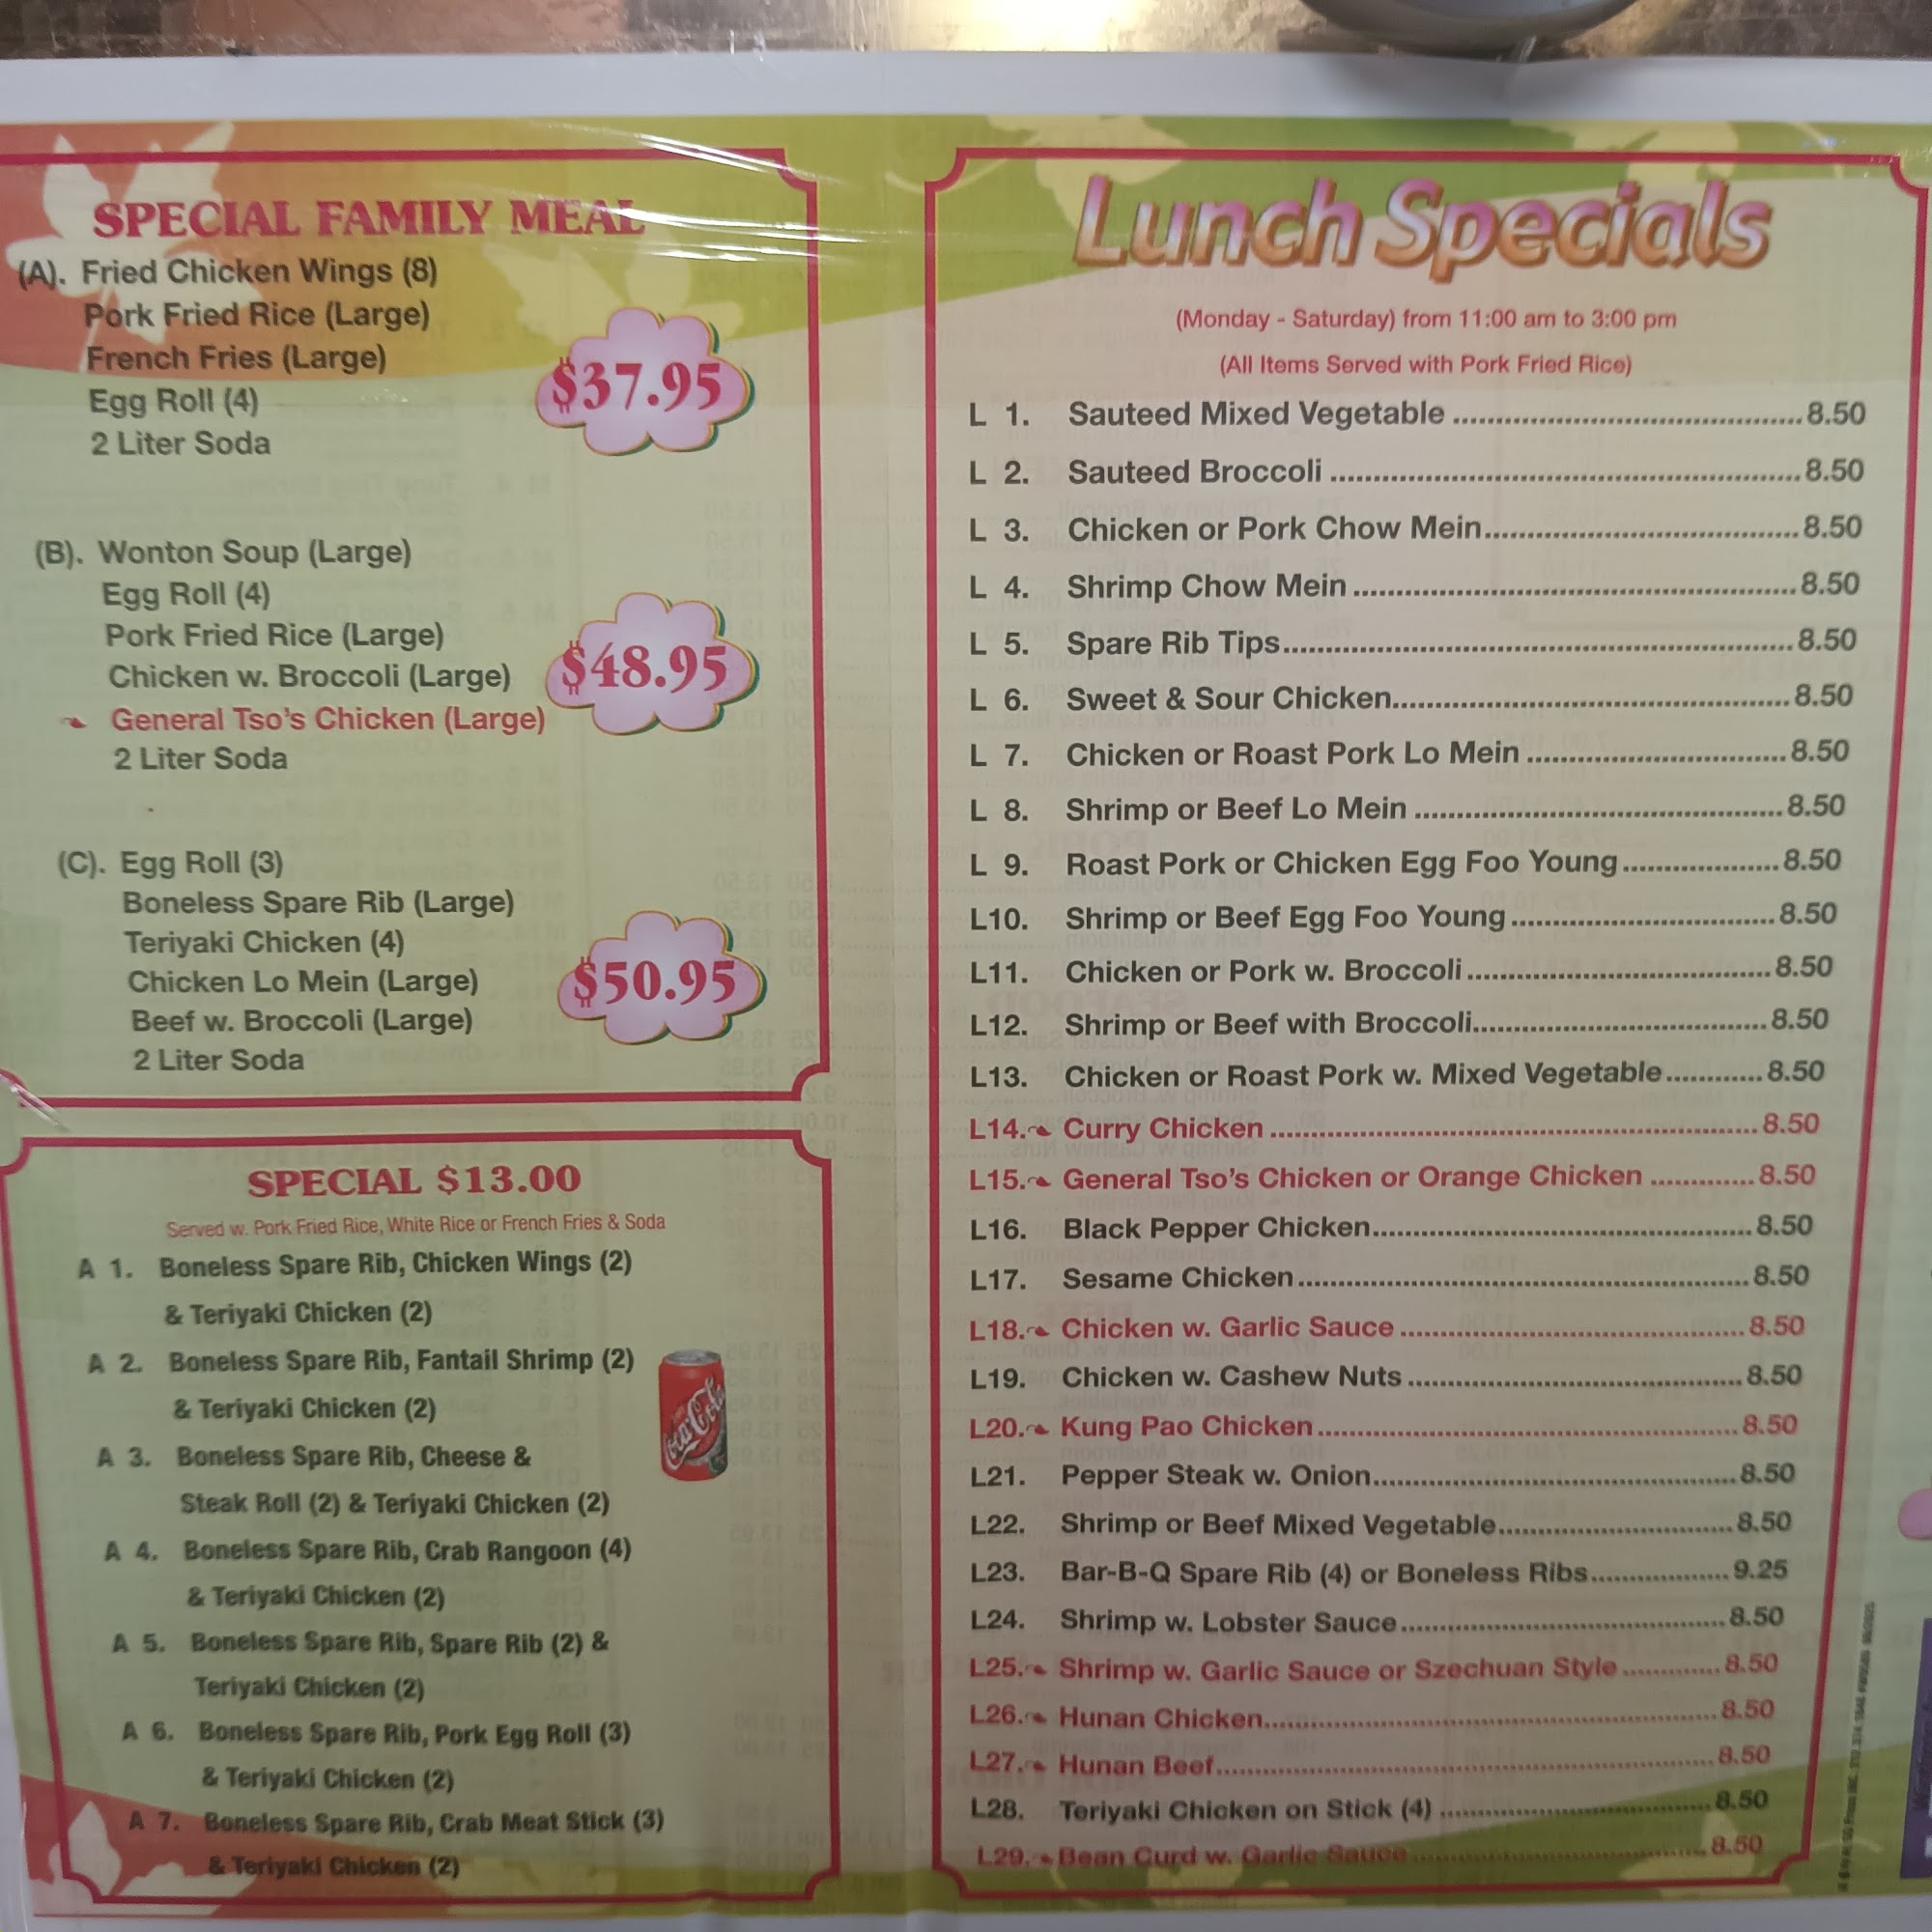 SPECIAL FAMILY MEAL
(A). Fried Chicken Wings (8)
Pork Fried Rice (Large)
French Fries (Large)
Egg Roll (4)
2 Liter Soda
$37.95
(B). Wonton Soup (Large)
Egg Roll (4)
Pork Fried Rice (Large)
Chicken w. Broccoli (Large)
General Tso's Chicken (Large)
2 Liter Soda
$48.95
(C). Egg Roll (3)
Boneless Spare Rib (Large)
Teriyaki Chicken (4)
Chicken Lo Mein (Large)
Beef w. Broccoli (Large)
2 Liter Soda
$50.95
SPECIAL $13.00
Served w. Pork Fried Rice, White Rice or French Fries & Soda
A 1. Boneless Spare Rib, Chicken Wings (2)
& Teriyaki Chicken (2)
A 2. Boneless Spare Rib, Fantail Shrimp (2)
& Teriyaki Chicken (2)
A 3. Boneless Spare Rib, Cheese &
Steak Roll (2) & Teriyaki Chicken (2)
A 4. Boneless Spare Rib, Crab Rangoon (4)
& Teriyaki Chicken (2)
A 5. Boneless Spare Rib, Spare Rib (2) &
Teriyaki Chicken (2)
A 6. Boneless Spare Rib, Pork Egg Roll (3)
& Teriyaki Chicken (2)
A 7. Boneless Spare Rib, Crab Meat Stick (3)
& Teriyaki Chicken (2)
Coca-Cola
Lunch Specials
(Monday - Saturday) from 11:00 am to 3:00 pm
(All Items Served with Pork Fried Rice)
L 1. Sauteed Mixed Vegetable 8.50
L 2. Sauteed Broccoli 8.50
L 3. Chicken or Pork Chow Mein 8.50
L 4. Shrimp Chow Mein 8.50
L 5. Spare Rib Tips 8.50
L 6. Sweet & Sour Chicken 8.50
L 7. Chicken or Roast Pork Lo Mein 8.50
L 8. Shrimp or Beef Lo Mein 8.50
L 9. Roast Pork or Chicken Egg Foo Young 8.50
L10. Shrimp or Beef Egg Foo Young 8.50
L11. Chicken or Pork w. Broccoli 8.50
L12. Shrimp or Beef with Broccoli 8.50
L13. Chicken or Roast Pork w. Mixed Vegetable 8.50
L14. Curry Chicken 8.50
L15. General Tso's Chicken or Orange Chicken 8.50
L16. Black Pepper Chicken 8.50
L17. Sesame Chicken 8.50
L18. Chicken w. Garlic Sauce 8.50
L19. Chicken w. Cashew Nuts 8.50
L20. Kung Pao Chicken 8.50
L21. Pepper Steak w. Onion 8.50
L22. Shrimp or Beef Mixed Vegetable 8.50
L23. Bar-B-Q Spare Rib (4) or Boneless Ribs 9.25
L24. Shrimp w. Lobster Sauce 8.50
L25. Shrimp w. Garlic Sauce or Szechuan Style 8.50
L26. Hunan Chicken 8.50
L27. Hunan Beef 8.50
L28. Teriyaki Chicken on Stick (4) 8.50
L29. Bean Curd w. Garlic Sauce 8.50